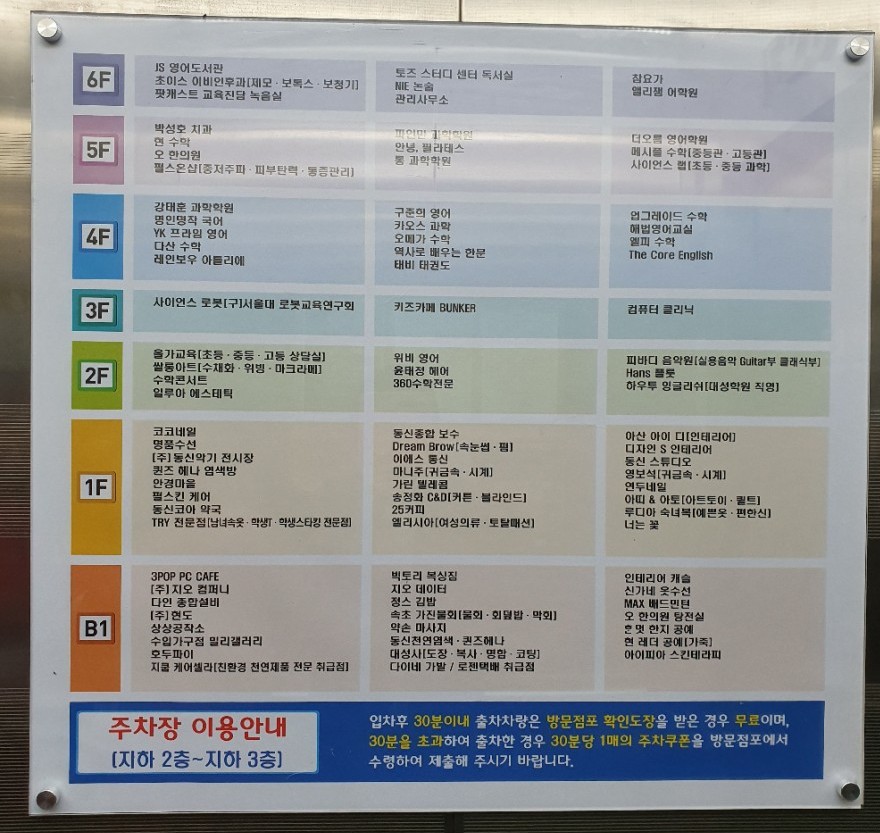 6F
JS 영어도서관
초이스 이비인후과[제모 · 보톡스 · 보청기]
팟캐스트 교육진담 녹음실
토즈 스터디 센터 독서실
NIE 논술
관리사무소
참요가
앨리잼 어학원
5F
박성호 치과
현 수학
오 한의원
필스온샵[중저주파 · 피부탄력 · 통증관리]
파인만 과학학원
안녕, 필라테스
통 과학학원
더오름 영어학원
메시플 수학[중등관 · 고등관]
사이언스 랩[초등 · 중등 과학]
4F
강태훈 과학학원
명인명작 국어
YK 프라임 영어
다산 수학
레인보우 아뜰리에
구준회 영어
카오스 과학
오메가 수학
역사로 배우는 한문
태비 태권도
업그레이드 수학
해법영어교실
엘피 수학
The Core English
3F
사이언스 로봇[구)서울대 로봇교육연구회
키즈카페 BUNKER
컴퓨터 클리닉
2F
올가교육[초등 · 중등 · 고등 상담실]
쌀롱아트[수채화 · 위빙 · 마크라메]
수학콘서트
얼루아 에스테틱
위비 영어
윤태정 헤어
360수학전문
피바디 음악원[실용음악 Guitar부 클래식부]
Hans 플룻
하우투 잉글리쉬[대성학원 직영]
1F
코코네일
명품수선
[주]동신악기 전시장
퀸즈 헤나 염색방
안경마을
필스킨 케어
동신코아 약국
TRY 전문점[남녀속옷 · 학생T · 학생스타킹 전문점]
동신종합 보수
Dream Brow[속눈썹 · 펌]
이에스 통신
마니주[귀금속 · 시계]
가린 텔레콤
송정화 C&D[커튼 · 블라인드]
25커피
엘리시아[여성의류 · 토탈패션]
아산 아이 디[인테리어]
디자인 S 인테리어
동신 스튜디오
영보석[귀금속 · 시계]
연두네일
아띠 & 아토[아트토이 · 퀼트]
루디아 숙녀복[예쁜옷 · 편한신]
너는 꽃
B1
3POP PC CAFE
[주]지오 컴퍼니
다인 종합설비
[주]현도
상상공작소
수입가구점 밀리갤러리
호두파이
지쿱 케어셀라[친환경 천연제품 전문 취급점]
빅토리 복싱짐
지오 데이터
정스 김밥
속초 가진물회[물회 · 회덮밥 · 막회]
약손 마사지
동신천연염색 · 퀸즈헤나
대성사[도장 · 복사 · 명함 · 코팅]
다이네 가발 / 로젠택배 취급점
인테리어 캐슬
신가네 옷수선
MAX 배드민턴
오 한의원 탕전실
멋 한지 공예
현 레더 공예[가죽]
아이피아 스킨테라피
주차장 이용안내
(지하 2층~지하 3층)
입차후 30분이내 출차차량은 방문점포 확인도장을 받은 경우 무료이며,
30분을 초과하여 출차한 경우 30분당 1매의 주차쿠폰을 방문점포에서
수령하여 제출해 주시기 바랍니다.